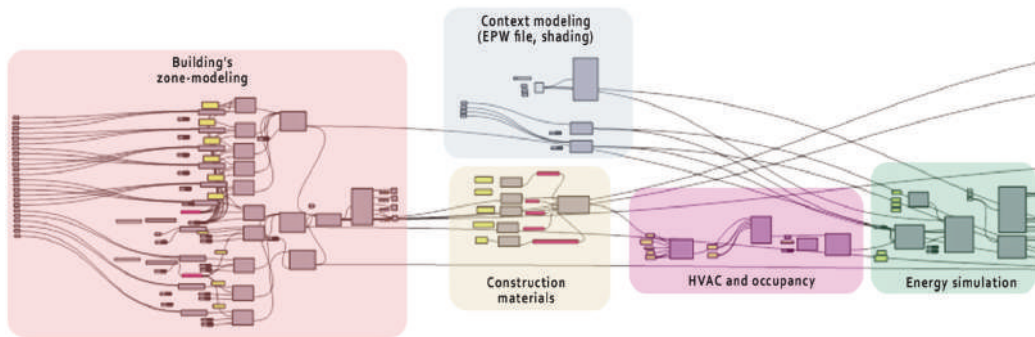 Building's
zone-modeling
Context modeling
(EPW file, shading)
Construction
materials
HVAC and occupancy
Energy simulation